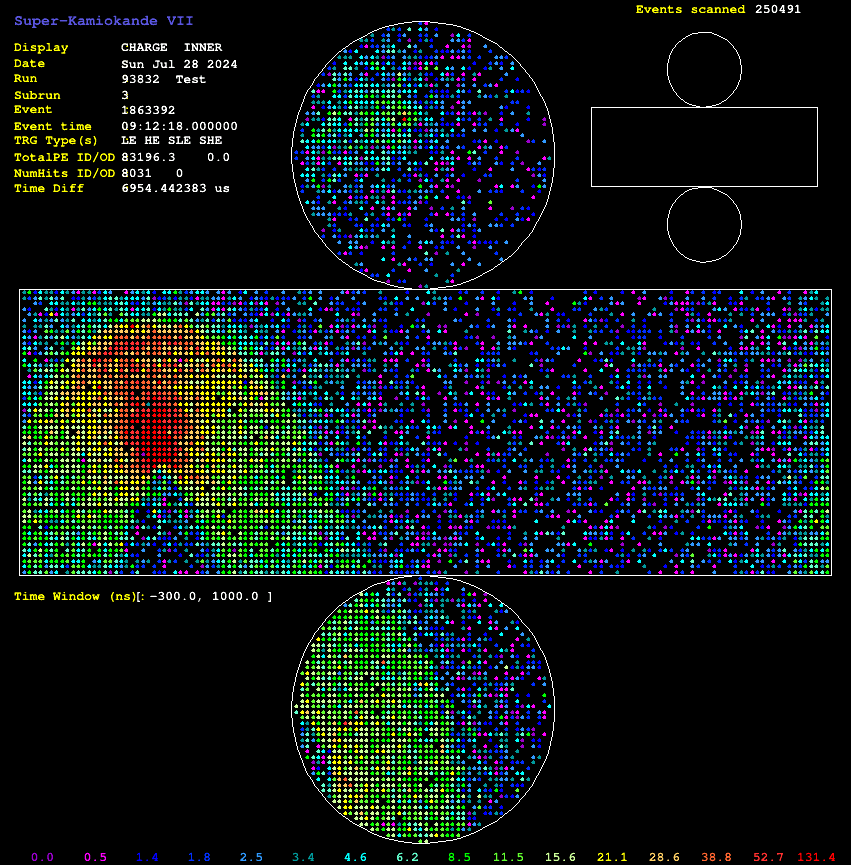 Super-Kamiokande VII
Events scanned 250491
Display CHARGE INNER
Date Sun Jul 28 2024
Run 93832 Test
Subrun 3
Event 1863392
Event time 09:12:18.000000
TRG Type(s) LE HE SLE SHE
TotalPE ID/OD 83196.3 0.0
NumHits ID/OD 8031 0
Time Diff 6954.442383 us
Time Window (ns)[: −300.0, 1000.0 ]
0.0 0.5 1.4 1.8 2.5 3.4 4.6 6.2 8.5 11.5 15.6 21.1 28.6 38.8 52.7 131.4